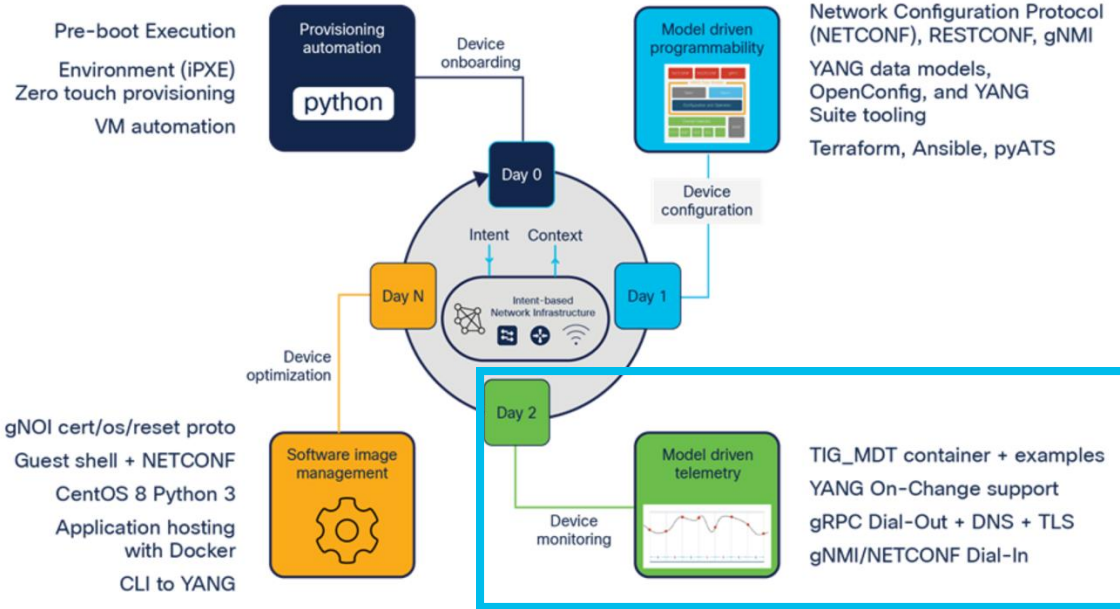 Pre-boot Execution
Environment (iPXE)
Zero touch provisioning
VM automation
Provisioning
automation
python
Device
onboarding
Model driven
programmability
Network Configuration Protocol
(NETCONF), RESTCONF, gNMI
YANG data models,
OpenConfig, and YANG
Suite tooling
Terraform, Ansible, pyATS
Day 0
Device
configuration
Intent
Context
Day N
Intent-based
Network Infrastructure
Day 1
Device
optimization
Day 2
gNOI cert/os/reset proto
Guest shell + NETCONF
CentOS 8 Python 3
Application hosting
with Docker
CLI to YANG
Software image
management
Device
monitoring
Model driven
telemetry
TIG_MDT container + examples
YANG On-Change support
gRPC Dial-Out + DNS + TLS
gNMI/NETCONF Dial-In